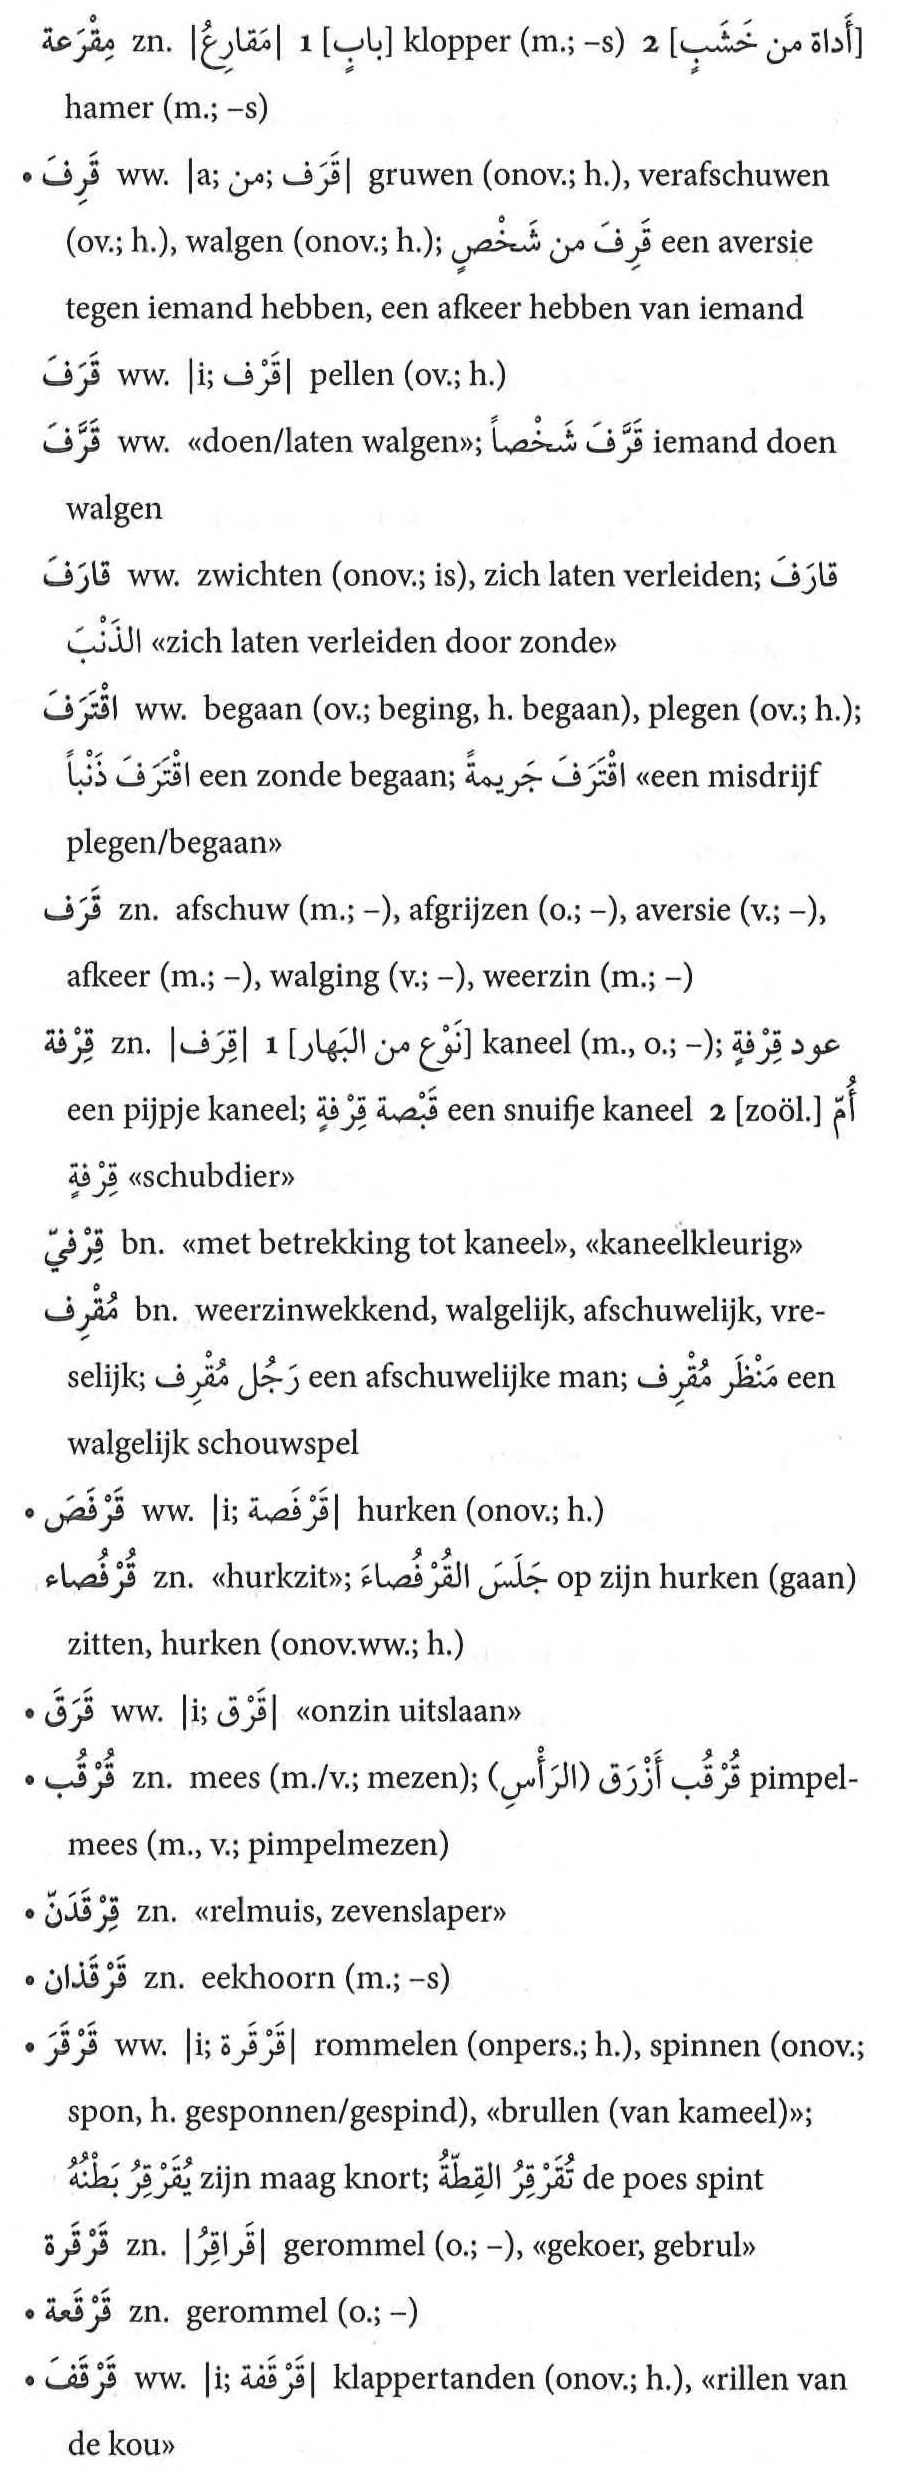 مِقْرَعة zn. |مَقارِعُ| 1 [بابٍ] klopper (m.; –s) 2 [أَداة من خَشَبٍ]
hamer (m.; –s)
• قَرِفَ ww. |a; من; قَرَف| gruwen (onov.; h.), verafschuwen
(ov.; h.), walgen (onov.; h.); قَرِفَ من شَخْصٍ een aversie
tegen iemand hebben, een afkeer hebben van iemand
قَرَفَ ww. |i; قَرْف| pellen (ov.; h.)
قَرَّفَ ww. «doen/laten walgen»; قَرَّفَ شَخْصاً iemand doen
walgen
قارَفَ ww. zwichten (onov.; is), zich laten verleiden; قارَفَ
الذَنْبَ «zich laten verleiden door zonde»
اقْتَرَفَ ww. begaan (ov.; beging, h. begaan), plegen (ov.; h.);
اقْتَرَفَ ذَنْباً een zonde begaan; اقْتَرَفَ جَريمةً «een misdrijf
plegen/begaan»
قَرَف zn. afschuw (m.; –), afgrijzen (o.; –), aversie (v.; –),
afkeer (m.; –), walging (v.; –), weerzin (m.; –)
قِرْفة zn. |قِرَف| 1 [نَوْع من البَهار] kaneel (m., o.; –); عود قِرْفةٍ
een pijpje kaneel; قَبْصة قِرْفةٍ een snuifje kaneel 2 [zoöl.] أُمّ
قِرْفةٍ «schubdier»
قِرْفيّ bn. «met betrekking tot kaneel», «kaneelkleurig»
مُقْرِف bn. weerzinwekkend, walgelijk, afschuwelijk, vre-
selijk; رَجُل مُقْرِف een afschuwelijke man; مَنْظَر مُقْرِف een
walgelijk schouwspel
• قَرْفَصَ ww. |i; قَرْفَصة| hurken (onov.; h.)
قُرْفُصاء zn. «hurkzit»; جَلَسَ القُرْفُصاءَ op zijn hurken (gaan)
zitten, hurken (onov.ww.; h.)
• قَرَقَ ww. |i; قَرْق| «onzin uitslaan»
• قُرْقُب zn. mees (m./v.; mezen); قُرْقُب أَزْرَق (الرَأْسِ) pimpel-
mees (m., v.; pimpelmezen)
• قِرْقَدَنّ zn. «relmuis, zevenslaper»
• قَرْقَذان zn. eekhoorn (m.; –s)
• قَرْقَرَ ww. |i; قَرْقَرة| rommelen (onpers.; h.), spinnen (onov.;
spon, h. gesponnen/gespind), «brullen (van kameel)»;
يُقَرْقِرُ بَطْنُهُ zijn maag knort; تُقَرْقِرُ القِطّةُ de poes spint
قَرْقَرة zn. |قَراقِرُ| gerommel (o.; –), «gekoer, gebrul»
• قَرْقَعة zn. gerommel (o.; –)
• قَرْقَفَ ww. |i; قَرْقَفة| klappertanden (onov.; h.), «rillen van
de kou»